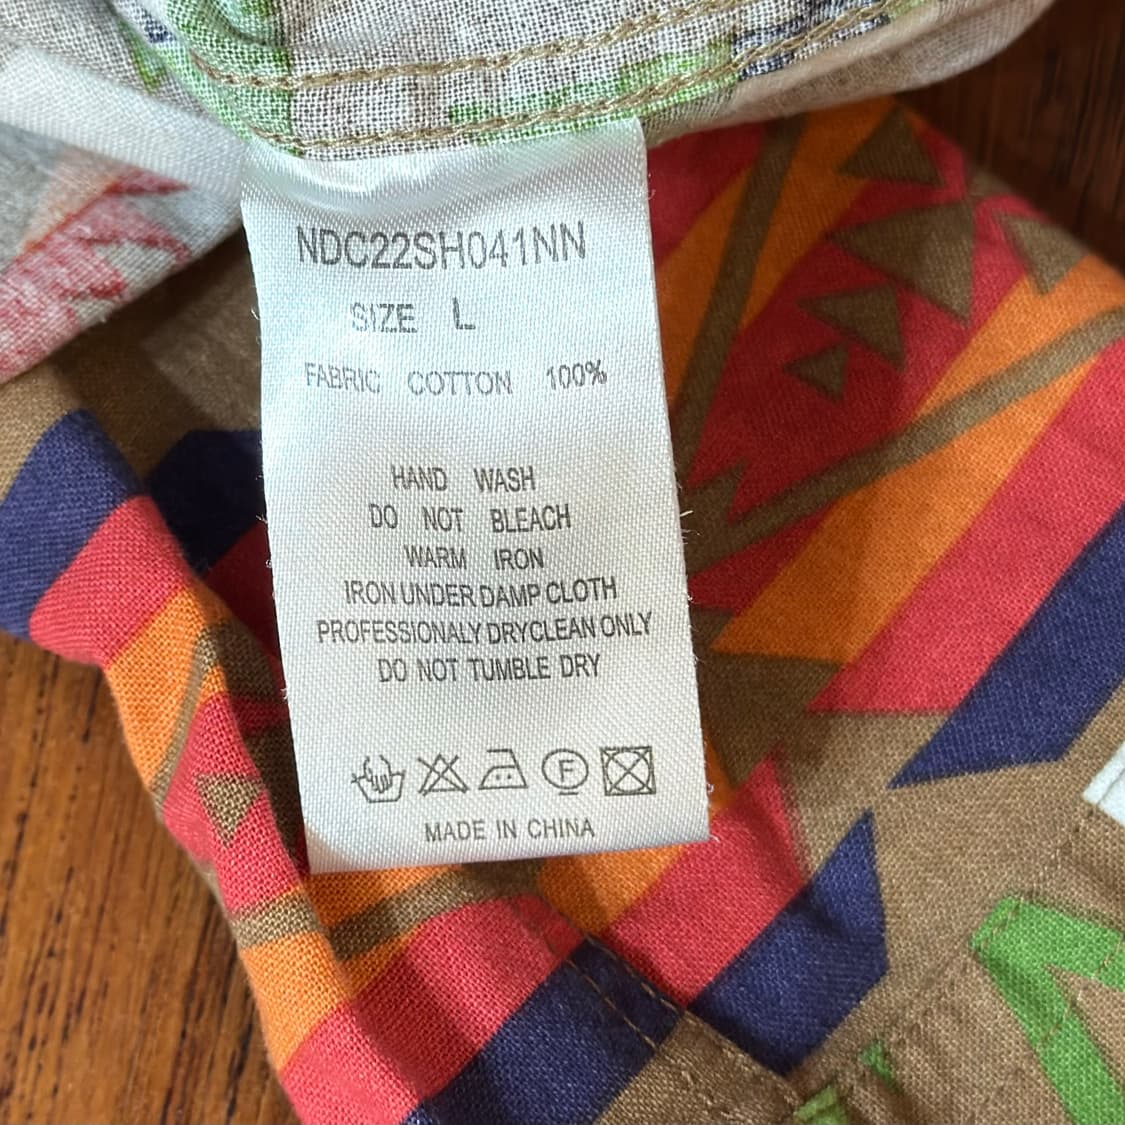 NDC22SH041NN
SIZE L
FABRIC COTTON 100%
HAND WASH
DO NOT BLEACH
WARM IRON
IRON UNDER DAMP CLOTH
PROFESSIONALY DRYCLEAN ONLY
DO NOT TUMBLE DRY
F
MADE IN CHINA